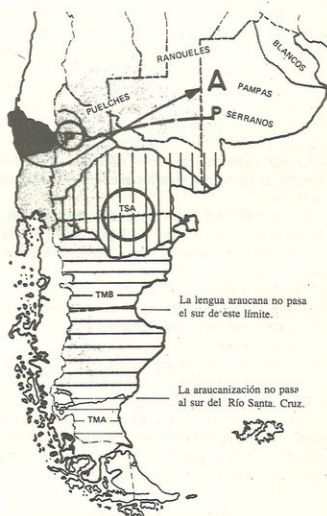 RANQUELES
BLANCOS
PUELCHES
A
PAMPAS
P
SERRANOS
TSA
TMB
La lengua araucana no pasa
el sur de este límite.
La araucanización no pasa
al sur del Río Santa. Cruz.
TMA